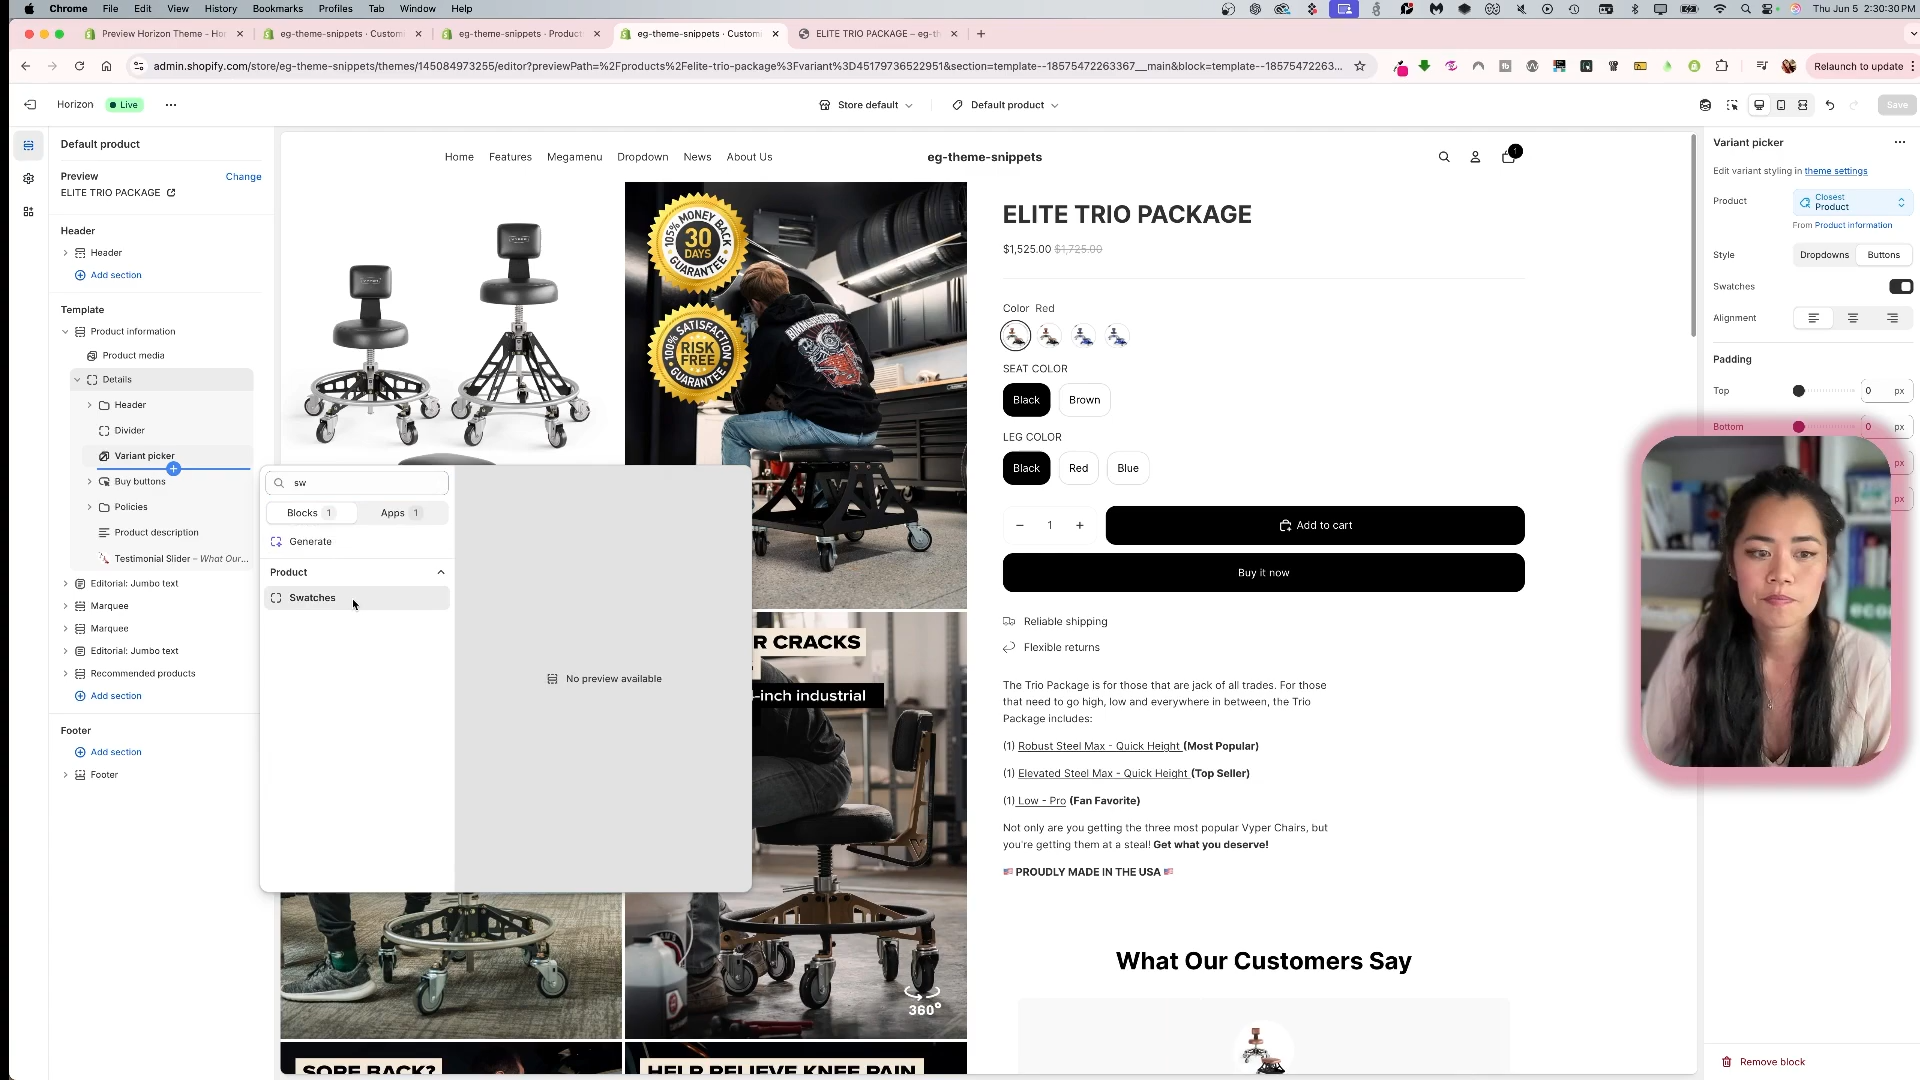 Chrome File Edit View History Bookmarks Profiles Tab Window Help
Thu Jun 5 2:30:30 PM
Preview Horizon Theme - Hor
eg-theme-snippets · Custom
eg-theme-snippets · Product
eg-theme-snippets · Custom
ELITE TRIO PACKAGE – eg-th
admin.shopify.com/store/eg-theme-snippets/themes/145084973255/editor?previewPath=%2Fproducts%2Felite-trio-package%3Fvariant%3D45179736522951&section=template--18575472263367__main&block=template--18575472263...
Relaunch to update
Horizon
Live
Store default
Default product
Save
Default product
Preview
Change
ELITE TRIO PACKAGE
Header
Header
Add section
Template
Product information
Product media
Details
Header
Divider
Variant picker
Buy buttons
Policies
Product description
Testimonial Slider – What Our...
Editorial: Jumbo text
Marquee
Marquee
Editorial: Jumbo text
Recommended products
Add section
Footer
Add section
Footer
sw
Blocks 1
Apps 1
Generate
Product
Swatches
No preview available
Home Features Megamenu Dropdown News About Us
eg-theme-snippets
1
105% MONEY BACK
30
DAYS
GUARANTEE
100% SATISFACTION
RISK
FREE
GUARANTEE
R CRACKS
-inch industrial
360°
SORE BACK?
HELP RELIEVE KNEE PAIN
ELITE TRIO PACKAGE
$1,525.00 $1,725.00
Color Red
SEAT COLOR
Black Brown
LEG COLOR
Black Red Blue
− 1 +
Add to cart
Buy it now
Reliable shipping
Flexible returns
The Trio Package is for those that are jack of all trades. For those
that need to go high, low and everywhere in between, the Trio
Package includes:
(1) Robust Steel Max - Quick Height (Most Popular)
(1) Elevated Steel Max - Quick Height (Top Seller)
(1) Low - Pro (Fan Favorite)
Not only are you getting the three most popular Vyper Chairs, but
you're getting them at a steal! Get what you deserve!
🇺🇸 PROUDLY MADE IN THE USA 🇺🇸
What Our Customers Say
Variant picker
Edit variant styling in theme settings
Product
Closest
Product
From Product information
Style
Dropdowns Buttons
Swatches
Alignment
Padding
Top
0 px
Bottom
0 px
px
px
eco
Remove block